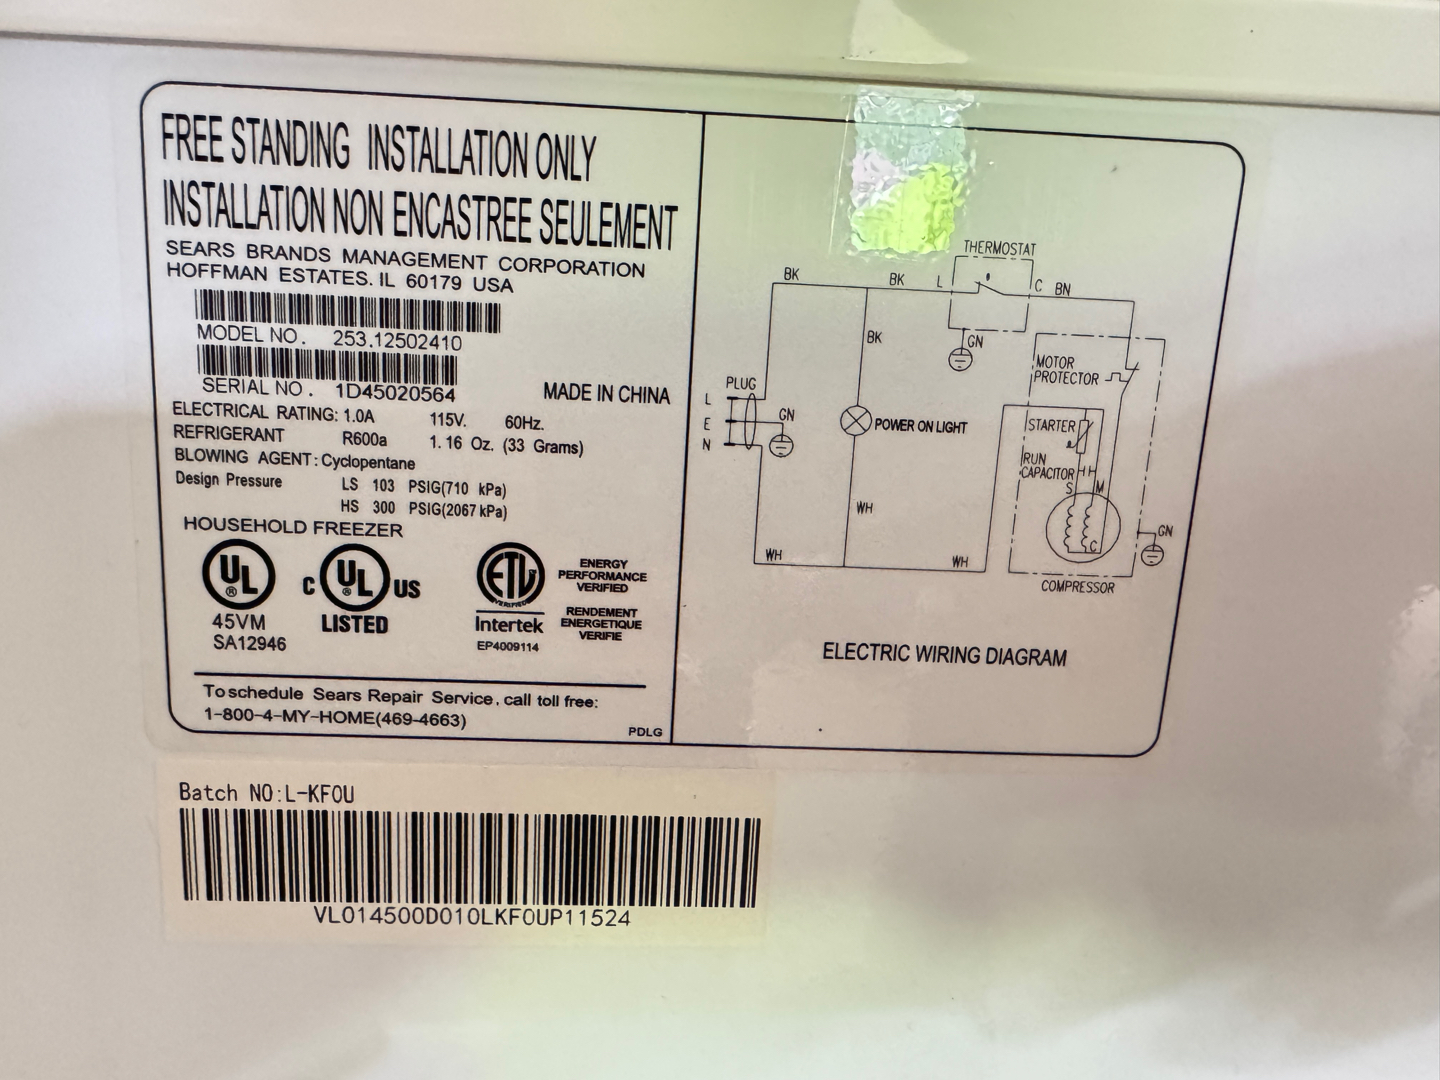 FREE STANDING INSTALLATION ONLY
INSTALLATION NON ENCASTREE SEULEMENT
SEARS BRANDS MANAGEMENT CORPORATION
HOFFMAN ESTATES. IL 60179 USA
MODEL NO. 253.12502410
SERIAL NO. 1D45020564 MADE IN CHINA
ELECTRICAL RATING: 1.0A 115V. 60Hz.
REFRIGERANT R600a 1.16 Oz. (33 Grams)
BLOWING AGENT: Cyclopentane
Design Pressure LS 103 PSIG(710 kPa)
HS 300 PSIG(2067 kPa)
HOUSEHOLD FREEZER
UL ®
45VM
SA12946
C UL ® US
LISTED
ETL
VERIFIED
Intertek
EP4009114
ENERGY
PERFORMANCE
VERIFIED
RENDEMENT
ENERGETIQUE
VERIFIE
To schedule Sears Repair Service, call toll free:
1-800-4-MY-HOME(469-4663)
PDLG
THERMOSTAT
BK BK L C BN
BK GN
MOTOR
PROTECTOR
PLUG
L
E GN
N
POWER ON LIGHT
STARTER
RUN
CAPACITOR
S M
C
WH
GN
WH WH
COMPRESSOR
ELECTRIC WIRING DIAGRAM
Batch NO:L-KF0U
VL014500D010LKF0UP11524